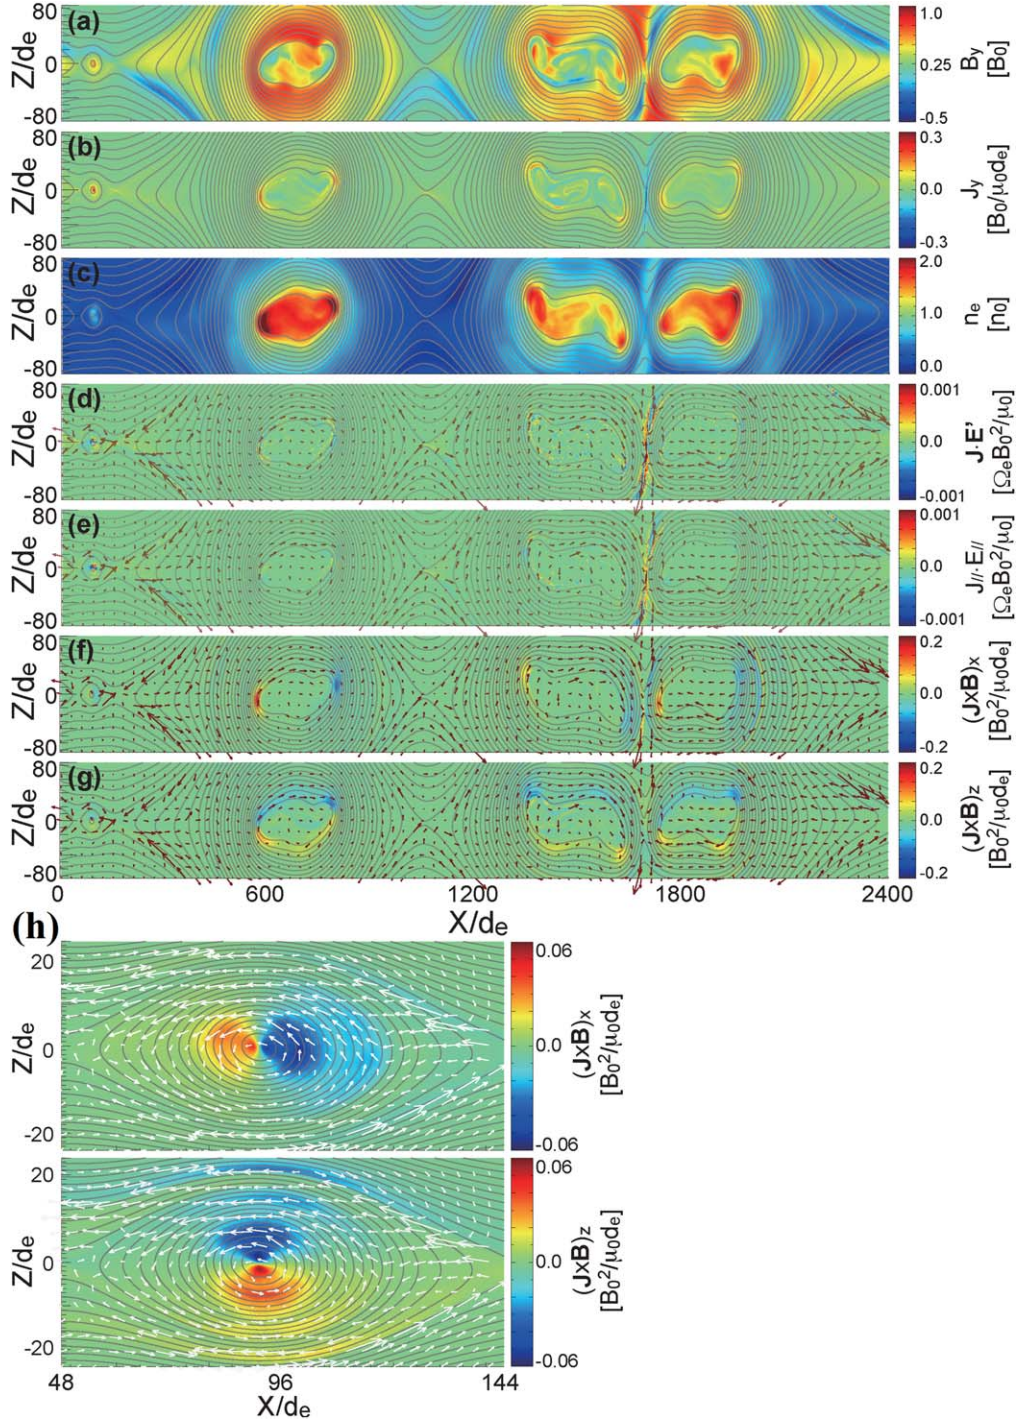 (a)
80
0
-80
Z/de
1.0
0.25
-0.5
By
[B0]
(b)
80
0
-80
Z/de
0.3
0.0
-0.3
Jy
[B0/μ0de]
(c)
80
0
-80
Z/de
2.0
1.0
0.0
ne
[n0]
(d)
80
0
-80
Z/de
0.001
0.0
-0.001
J·E'
[ΩeB0²/μ0]
(e)
80
0
-80
Z/de
0.001
0.0
-0.001
J//·E//
[ΩeB0²/μ0]
(f)
80
0
-80
Z/de
0.2
0.0
-0.2
(JxB)x
[B0²/μ0de]
(g)
80
0
-80
Z/de
0.2
0.0
-0.2
(JxB)z
[B0²/μ0de]
0 600 1200 1800 2400
X/de
(h)
20
0
-20
Z/de
0.06
0.0
-0.06
(JxB)x
[B0²/μ0de]
20
0
-20
Z/de
0.06
0.0
-0.06
(JxB)z
[B0²/μ0de]
48 96 144
X/de